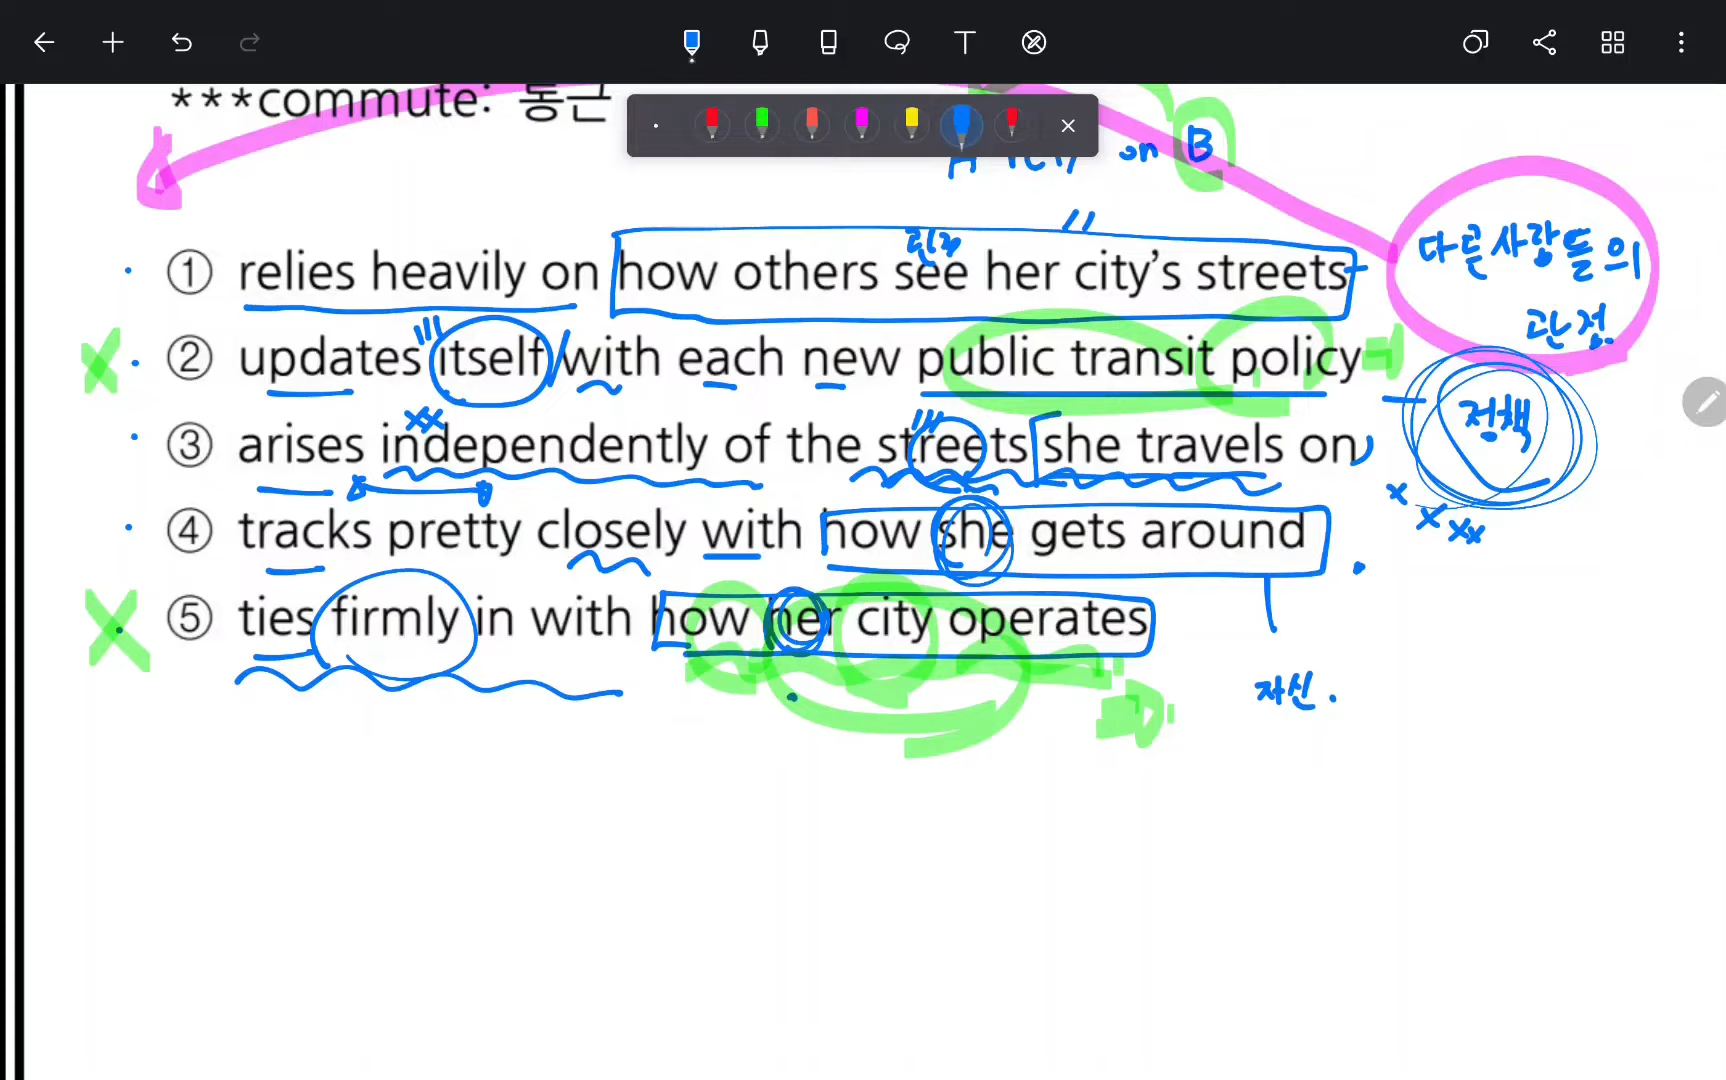 ***commute: 통근
on B
① relies heavily on how others see her city's streets
관점
다른 사람들의
관점.
② updates itself with each new public transit policy
정책
③ arises independently of the streets she travels on
④ tracks pretty closely with how she gets around
⑤ ties firmly in with how her city operates
자신.